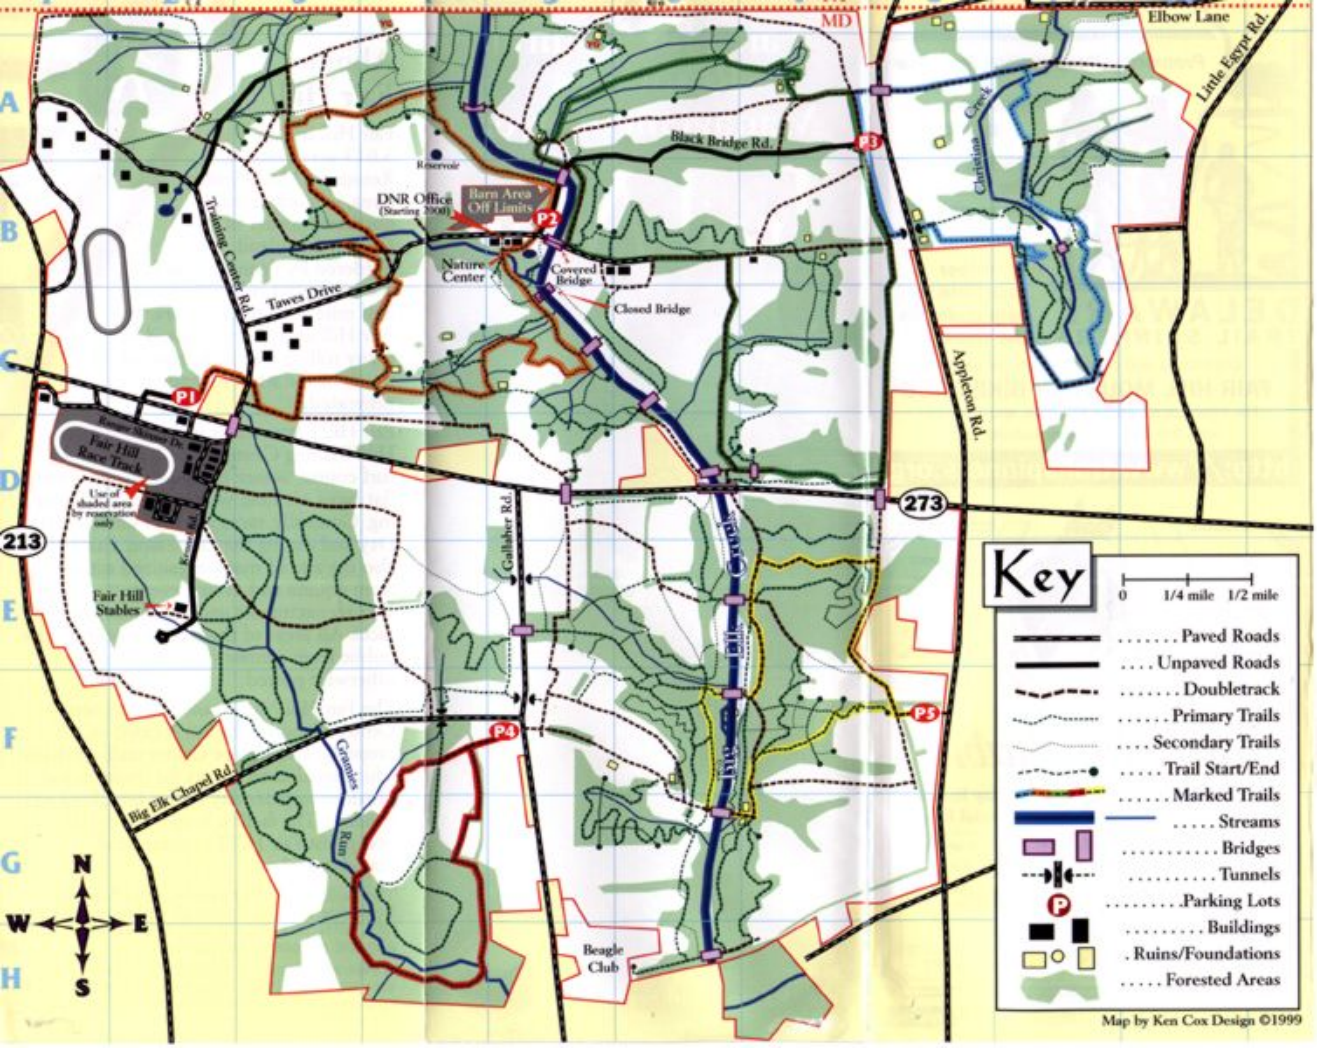 MD
Elbow Lane
Little Egypt Rd.
A
Christina Creek
Black Bridge Rd.
P3
Reservoir
DNR Office
(Starting 2000)
Barn Area
Off Limits
P2
B
Training Center Rd.
Nature
Center
Covered
Bridge
Tawes Drive
Closed Bridge
C
Appleton Rd.
P1
Fair Hill
Race Track
D
Use of
shaded area
by reservation
only
Gallaher Rd.
273
213
Fair Hill
Stables
E
Big Elk Creek
F
P4
P5
Gramies Run
Big Elk Chapel Rd.
G
N
W E
S
H
Beagle
Club
Key
0 1/4 mile 1/2 mile
....... Paved Roads
.... Unpaved Roads
....... Doubletrack
...... Primary Trails
.... Secondary Trails
..... Trail Start/End
...... Marked Trails
..... Streams
............ Bridges
.......... Tunnels
........ Parking Lots
.......... Buildings
. Ruins/Foundations
..... Forested Areas
Map by Ken Cox Design ©1999